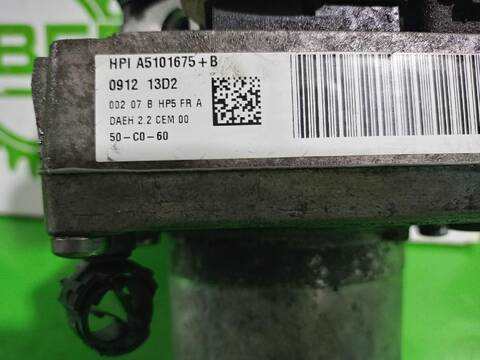 HPI A5101675+B
0912 13D2
002 07 B HP5 FR A
DAEH 2.2 CEM 00
50-C0-60